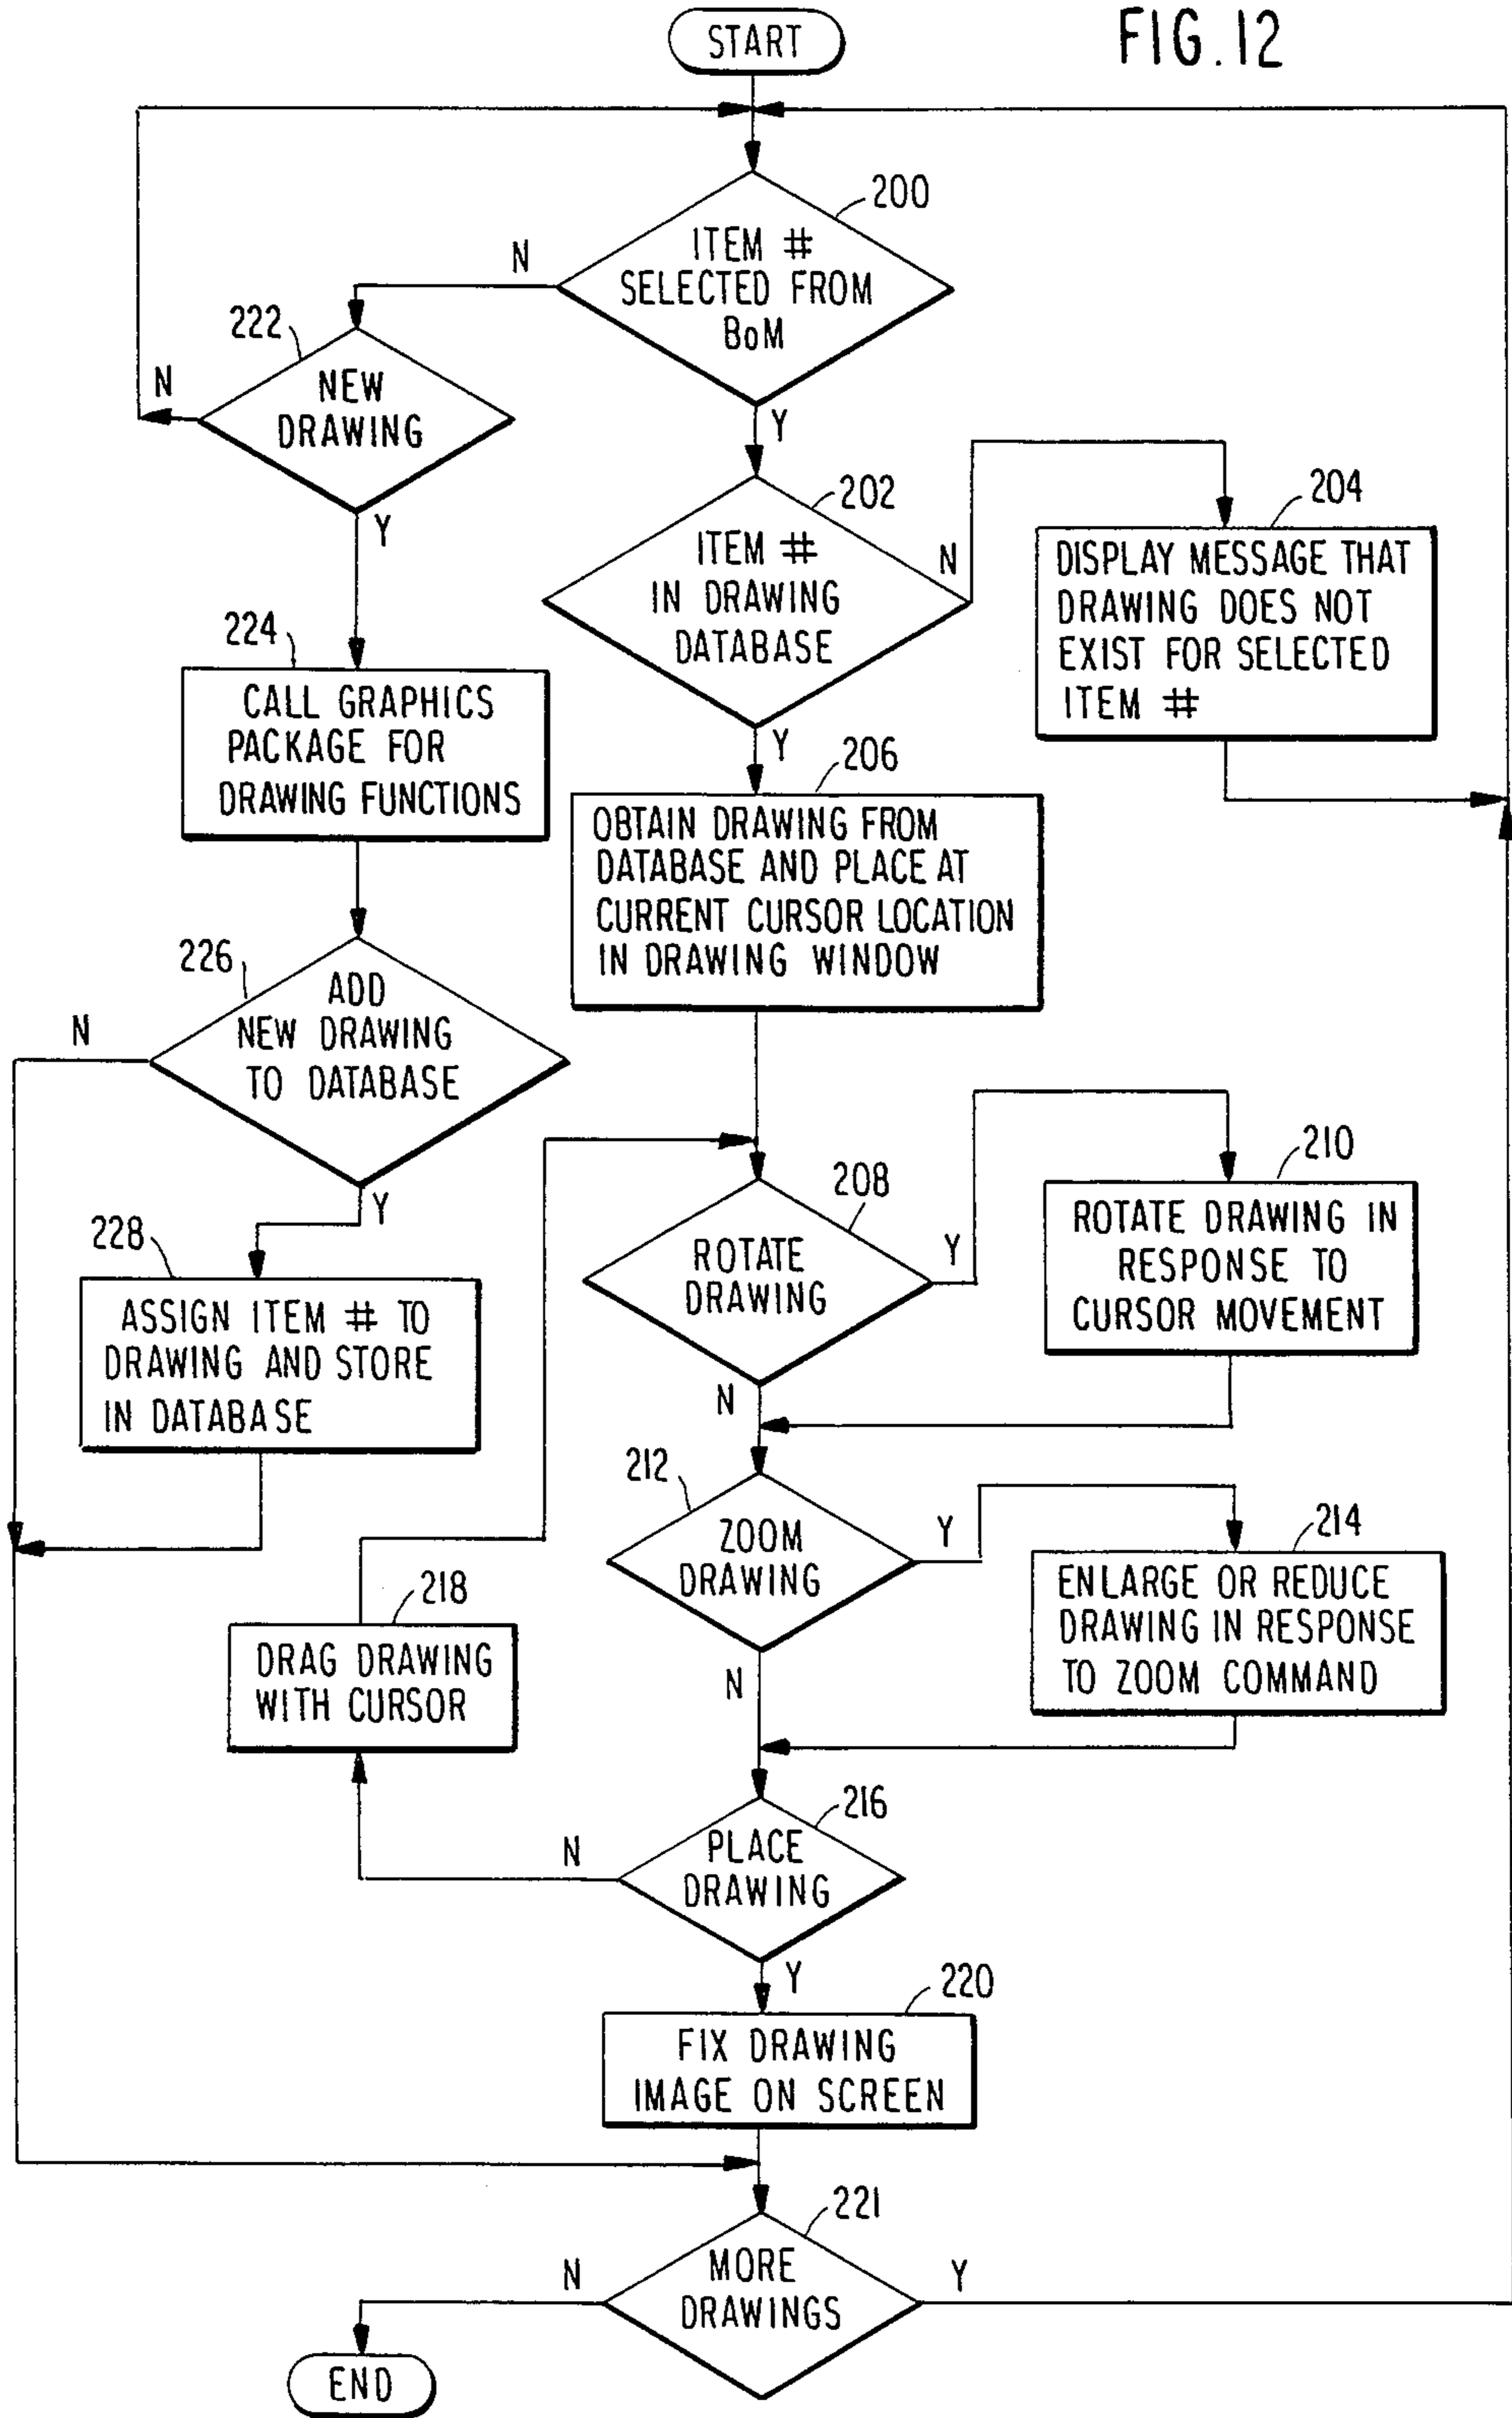 FIG.12
START
200
ITEM #
SELECTED FROM
BoM
N
Y
222
NEW
DRAWING
N
Y
202
ITEM #
IN DRAWING
DATABASE
N
Y
204
DISPLAY MESSAGE THAT
DRAWING DOES NOT
EXIST FOR SELECTED
ITEM #
224
CALL GRAPHICS
PACKAGE FOR
DRAWING FUNCTIONS
206
OBTAIN DRAWING FROM
DATABASE AND PLACE AT
CURRENT CURSOR LOCATION
IN DRAWING WINDOW
226
ADD
NEW DRAWING
TO DATABASE
N
Y
208
ROTATE
DRAWING
Y
N
210
ROTATE DRAWING IN
RESPONSE TO
CURSOR MOVEMENT
228
ASSIGN ITEM # TO
DRAWING AND STORE
IN DATABASE
212
ZOOM
DRAWING
Y
N
214
ENLARGE OR REDUCE
DRAWING IN RESPONSE
TO ZOOM COMMAND
218
DRAG DRAWING
WITH CURSOR
216
PLACE
DRAWING
N
Y
220
FIX DRAWING
IMAGE ON SCREEN
221
MORE
DRAWINGS
N
Y
END